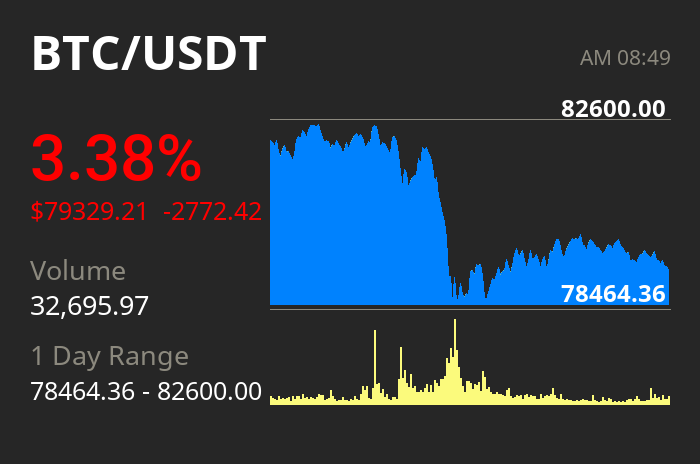 BTC/USDT
AM 08:49
82600.00
3.38%
$79329.21 -2772.42
Volume
32,695.97
78464.36
1 Day Range
78464.36 - 82600.00